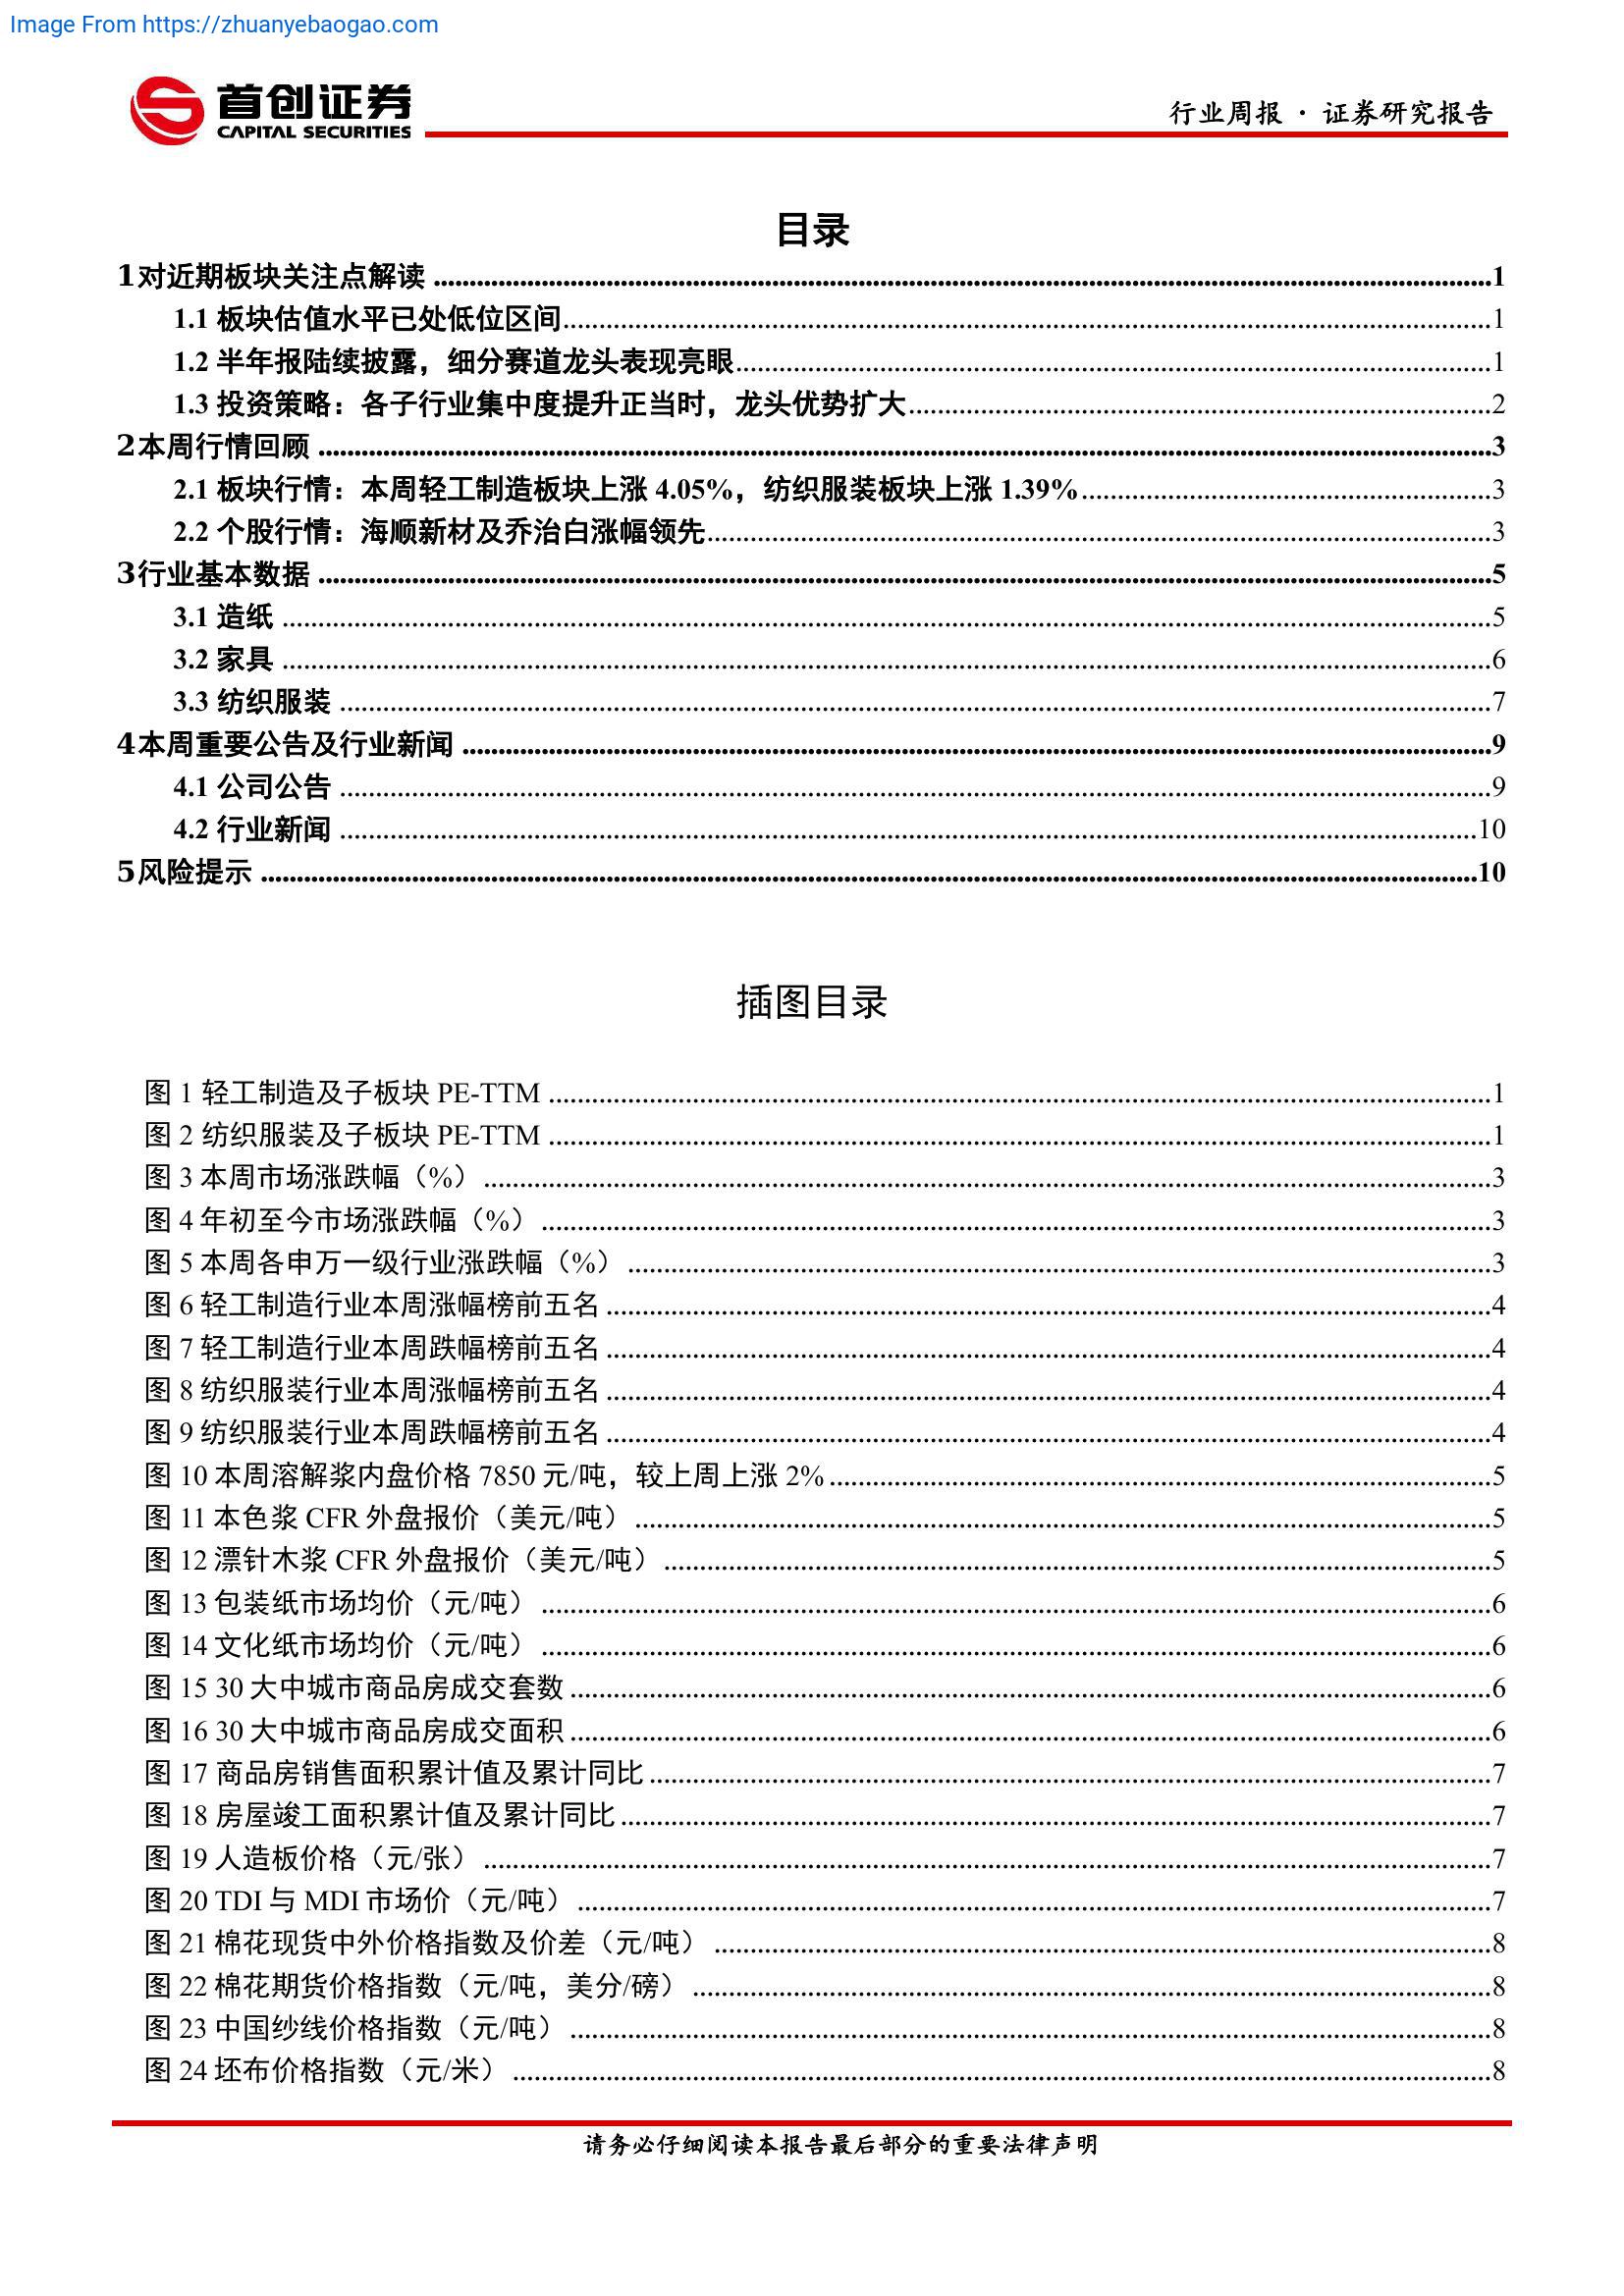 Image From https://zhuanyebaogao.com
首创证券
CAPITAL SECURITIES
行业周报 · 证券研究报告
目录
1对近期板块关注点解读 ........ 1
1.1 板块估值水平已处低位区间 ........ 1
1.2 半年报陆续披露，细分赛道龙头表现亮眼 ........ 1
1.3 投资策略：各子行业集中度提升正当时，龙头优势扩大 ........ 2
2本周行情回顾 ........ 3
2.1 板块行情：本周轻工制造板块上涨 4.05%，纺织服装板块上涨 1.39% ........ 3
2.2 个股行情：海顺新材及乔治白涨幅领先 ........ 3
3行业基本数据 ........ 5
3.1 造纸 ........ 5
3.2 家具 ........ 6
3.3 纺织服装 ........ 7
4本周重要公告及行业新闻 ........ 9
4.1 公司公告 ........ 9
4.2 行业新闻 ........ 10
5风险提示 ........ 10
插图目录
图 1 轻工制造及子板块 PE-TTM ........ 1
图 2 纺织服装及子板块 PE-TTM ........ 1
图 3 本周市场涨跌幅（%） ........ 3
图 4 年初至今市场涨跌幅（%） ........ 3
图 5 本周各申万一级行业涨跌幅（%） ........ 3
图 6 轻工制造行业本周涨幅榜前五名 ........ 4
图 7 轻工制造行业本周跌幅榜前五名 ........ 4
图 8 纺织服装行业本周涨幅榜前五名 ........ 4
图 9 纺织服装行业本周跌幅榜前五名 ........ 4
图 10 本周溶解浆内盘价格 7850 元/吨，较上周上涨 2% ........ 5
图 11 本色浆 CFR 外盘报价（美元/吨） ........ 5
图 12 漂针木浆 CFR 外盘报价（美元/吨） ........ 5
图 13 包装纸市场均价（元/吨） ........ 6
图 14 文化纸市场均价（元/吨） ........ 6
图 15 30 大中城市商品房成交套数 ........ 6
图 16 30 大中城市商品房成交面积 ........ 6
图 17 商品房销售面积累计值及累计同比 ........ 7
图 18 房屋竣工面积累计值及累计同比 ........ 7
图 19 人造板价格（元/张） ........ 7
图 20 TDI 与 MDI 市场价（元/吨） ........ 7
图 21 棉花现货中外价格指数及价差（元/吨） ........ 8
图 22 棉花期货价格指数（元/吨，美分/磅） ........ 8
图 23 中国纱线价格指数（元/吨） ........ 8
图 24 坯布价格指数（元/米） ........ 8
请务必仔细阅读本报告最后部分的重要法律声明